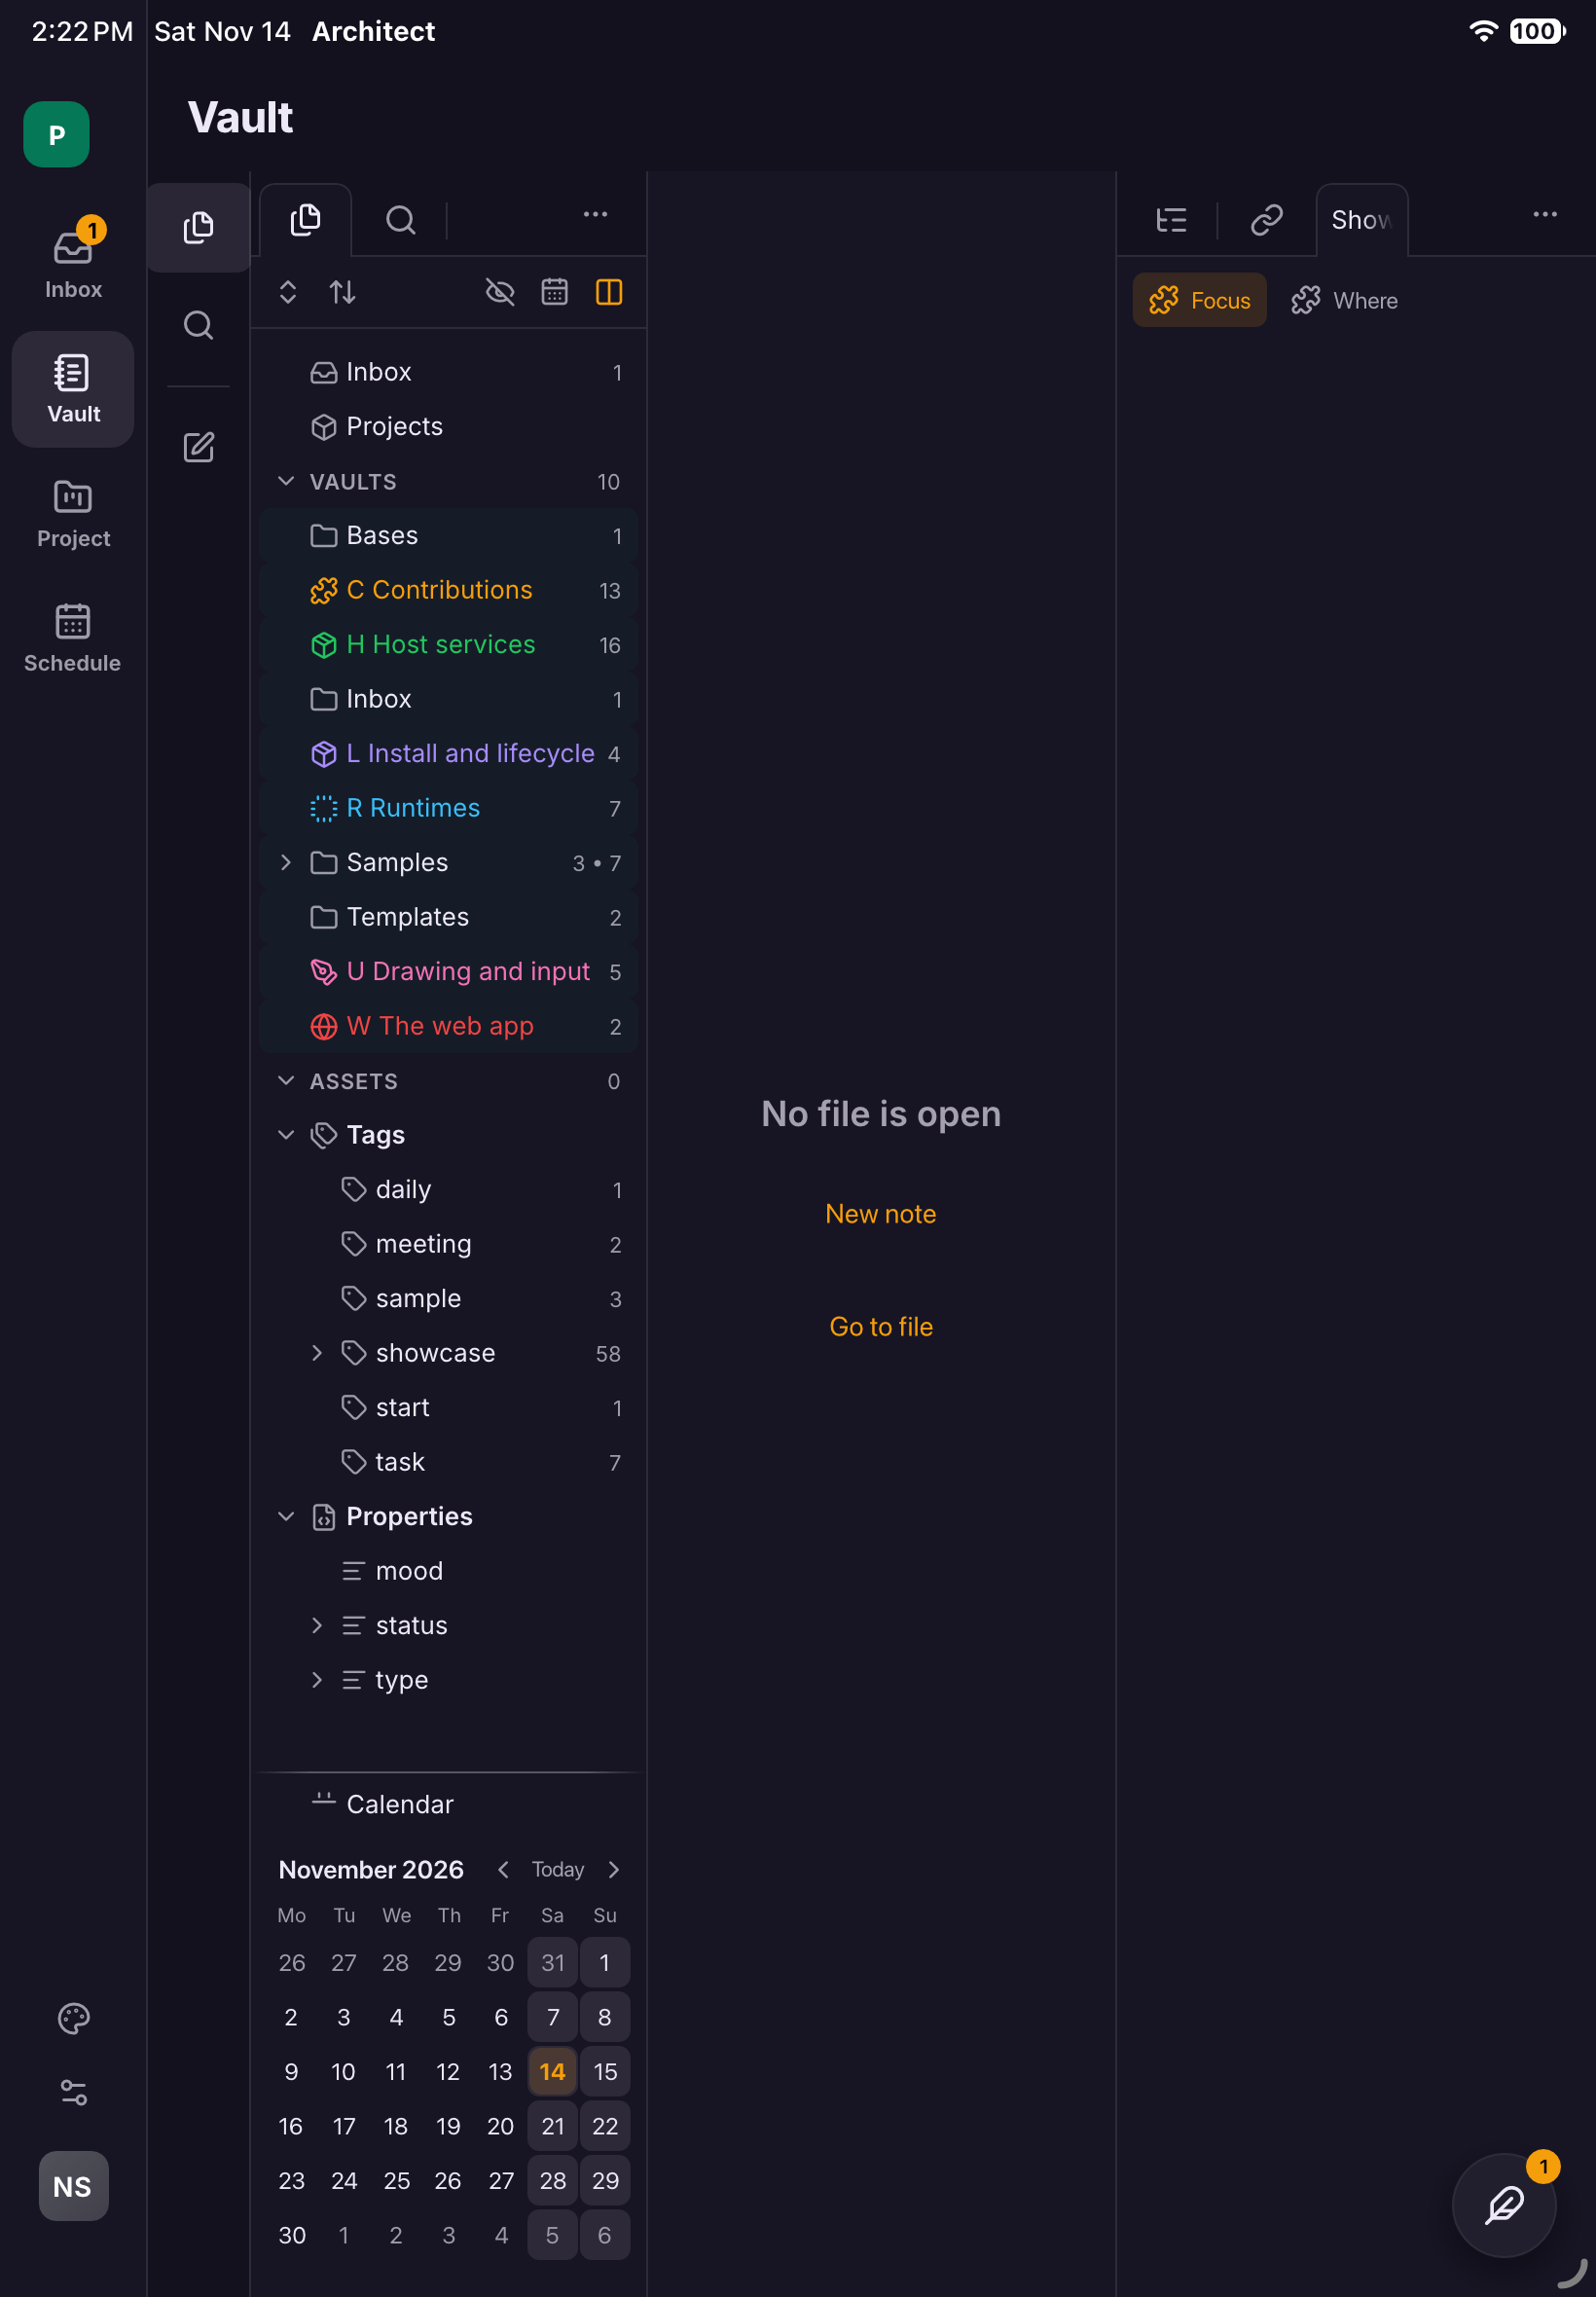 2:22 PM Sat Nov 14 Architect
100
P
Vault
1
Inbox
Vault
Project
Schedule
NS
Inbox 1
Projects
VAULTS 10
Bases 1
C Contributions 13
H Host services 16
Inbox 1
L Install and lifecycle 4
R Runtimes 7
Samples 3 • 7
Templates 2
U Drawing and input 5
W The web app 2
ASSETS 0
Tags
daily 1
meeting 2
sample 3
showcase 58
start 1
task 7
Properties
mood
status
type
Calendar
November 2026 Today
Mo Tu We Th Fr Sa Su
26 27 28 29 30 31 1
2 3 4 5 6 7 8
9 10 11 12 13 14 15
16 17 18 19 20 21 22
23 24 25 26 27 28 29
30 1 2 3 4 5 6
No file is open
New note
Go to file
Show
Focus Where
1